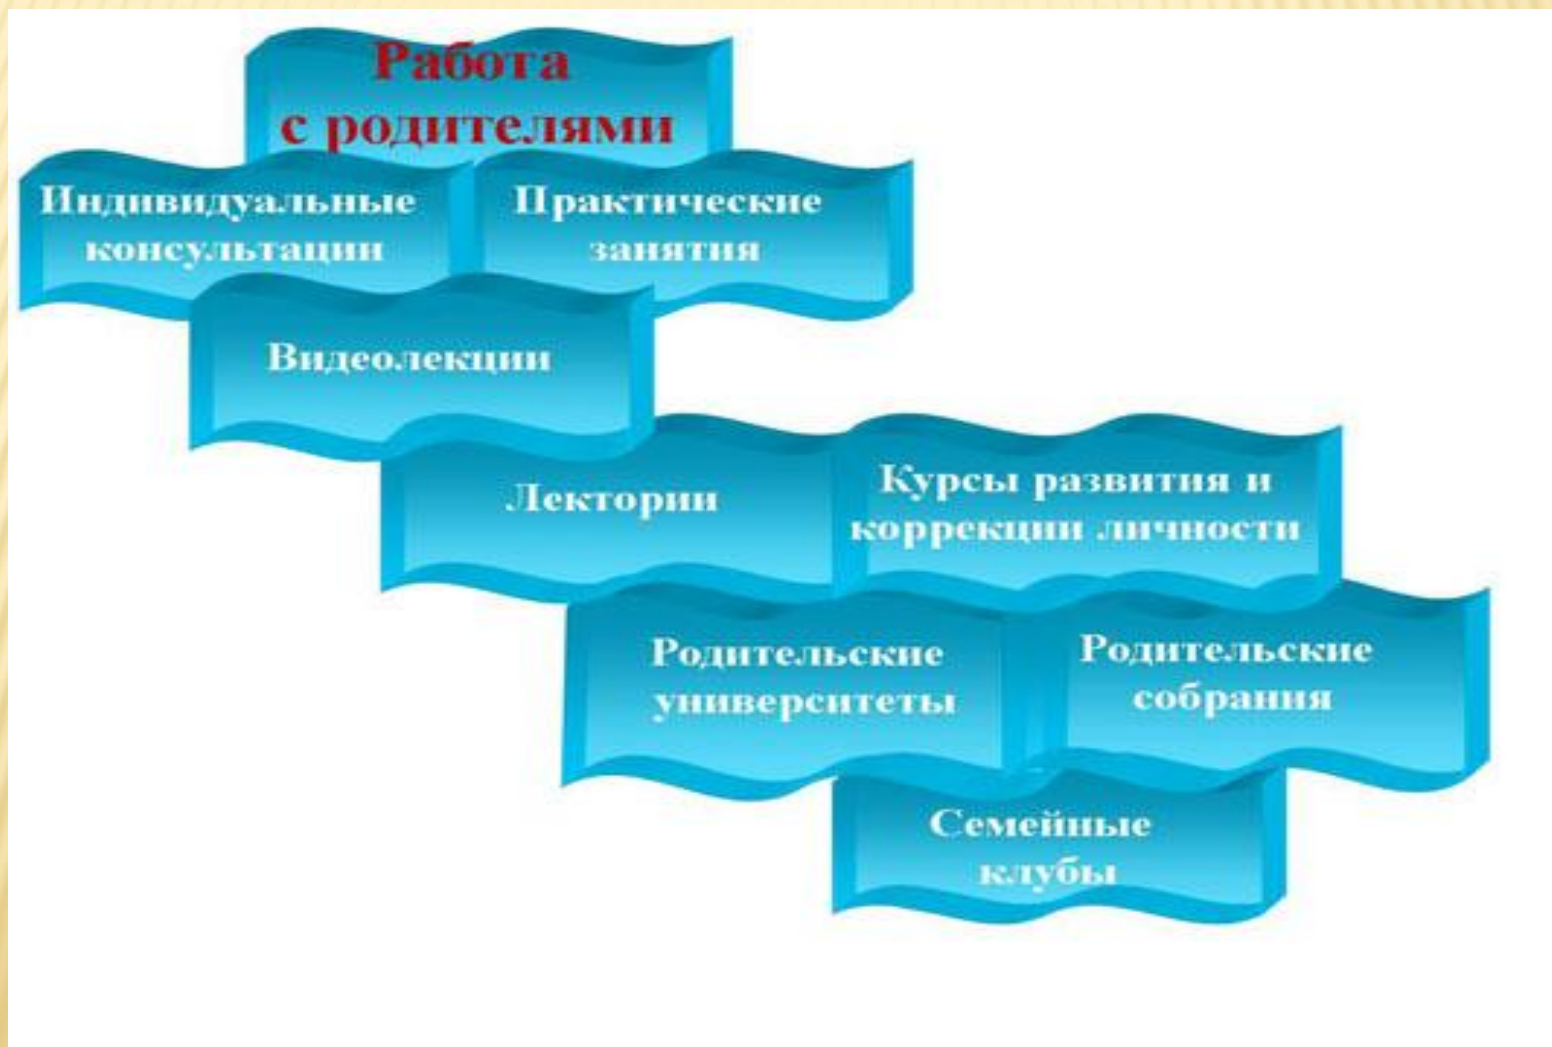 Работа
с родителями
Индивидуальные
консультации
Практические
занятия
Видеолекции
Лектории
Курсы развития и
коррекции личности
Родительские
университеты
Родительские
собрания
Семейные
клубы